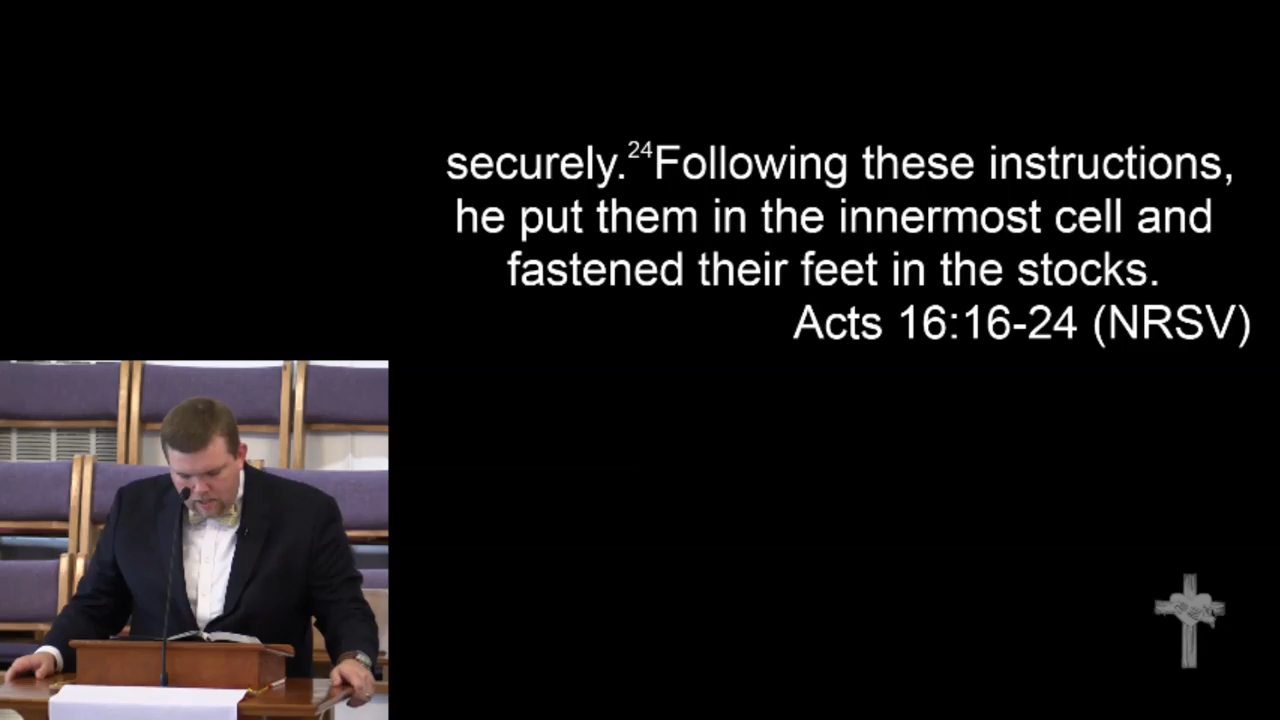 securely.²⁴Following these instructions,
he put them in the innermost cell and
fastened their feet in the stocks.
Acts 16:16-24 (NRSV)